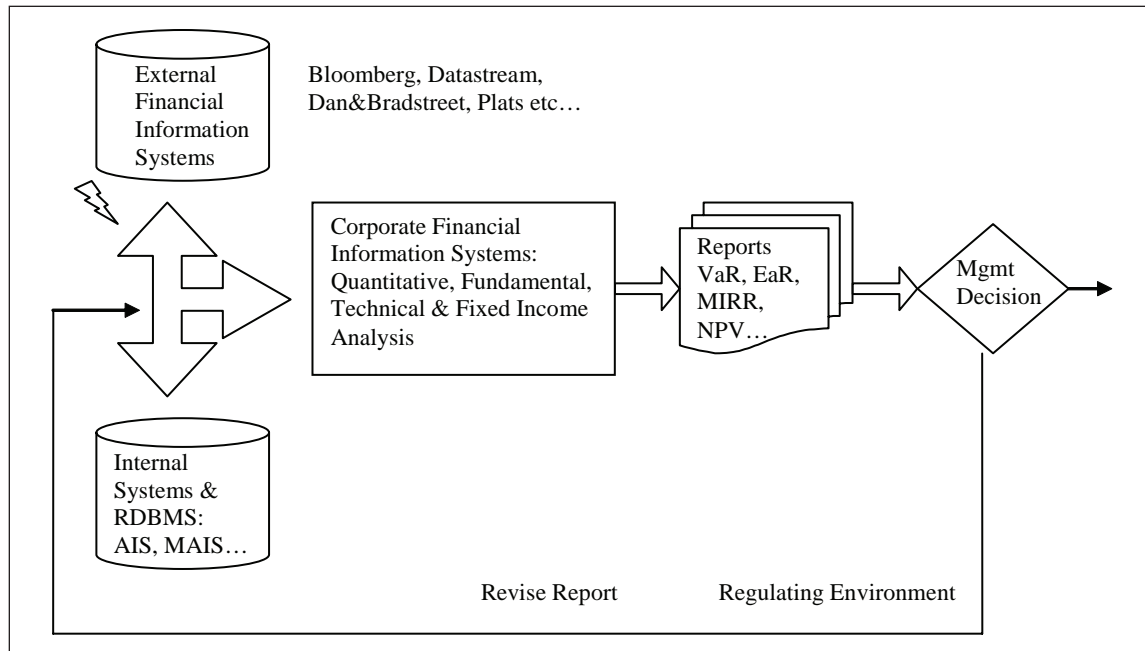 External
Financial
Information
Systems
Bloomberg, Datastream,
Dan&Bradstreet, Plats etc…
Corporate Financial
Information Systems:
Quantitative, Fundamental,
Technical & Fixed Income
Analysis
Reports
VaR, EaR,
MIRR,
NPV…
Mgmt
Decision
Internal
Systems &
RDBMS:
AIS, MAIS…
Revise Report
Regulating Environment